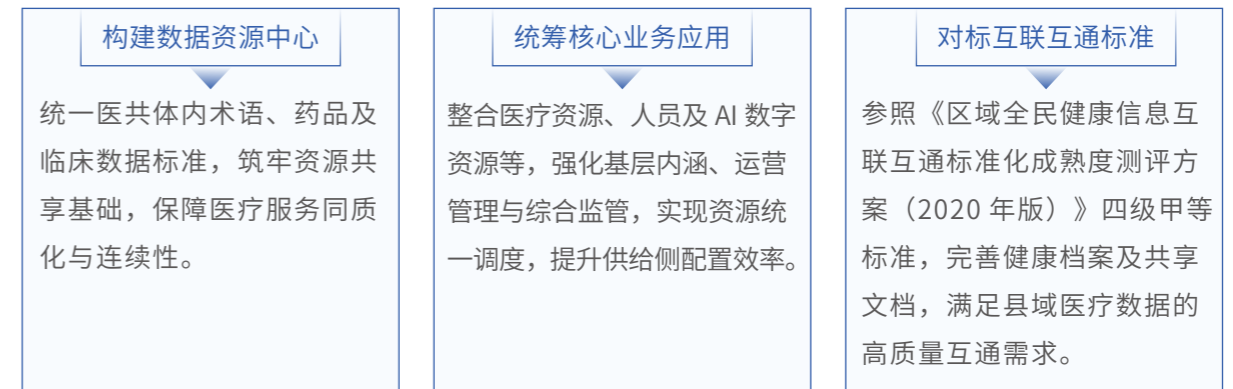 构建数据资源中心
统一医共体内术语、药品及
临床数据标准，筑牢资源共
享基础，保障医疗服务同质
化与连续性。
统筹核心业务应用
整合医疗资源、人员及 AI 数字
资源等，强化基层内涵、运营
管理与综合监管，实现资源统
一调度，提升供给侧配置效率。
对标互联互通标准
参照《区域全民健康信息互
联互通标准化成熟度测评方
案（2020 年版）》四级甲等
标准，完善健康档案及共享
文档，满足县域医疗数据的
高质量互通需求。